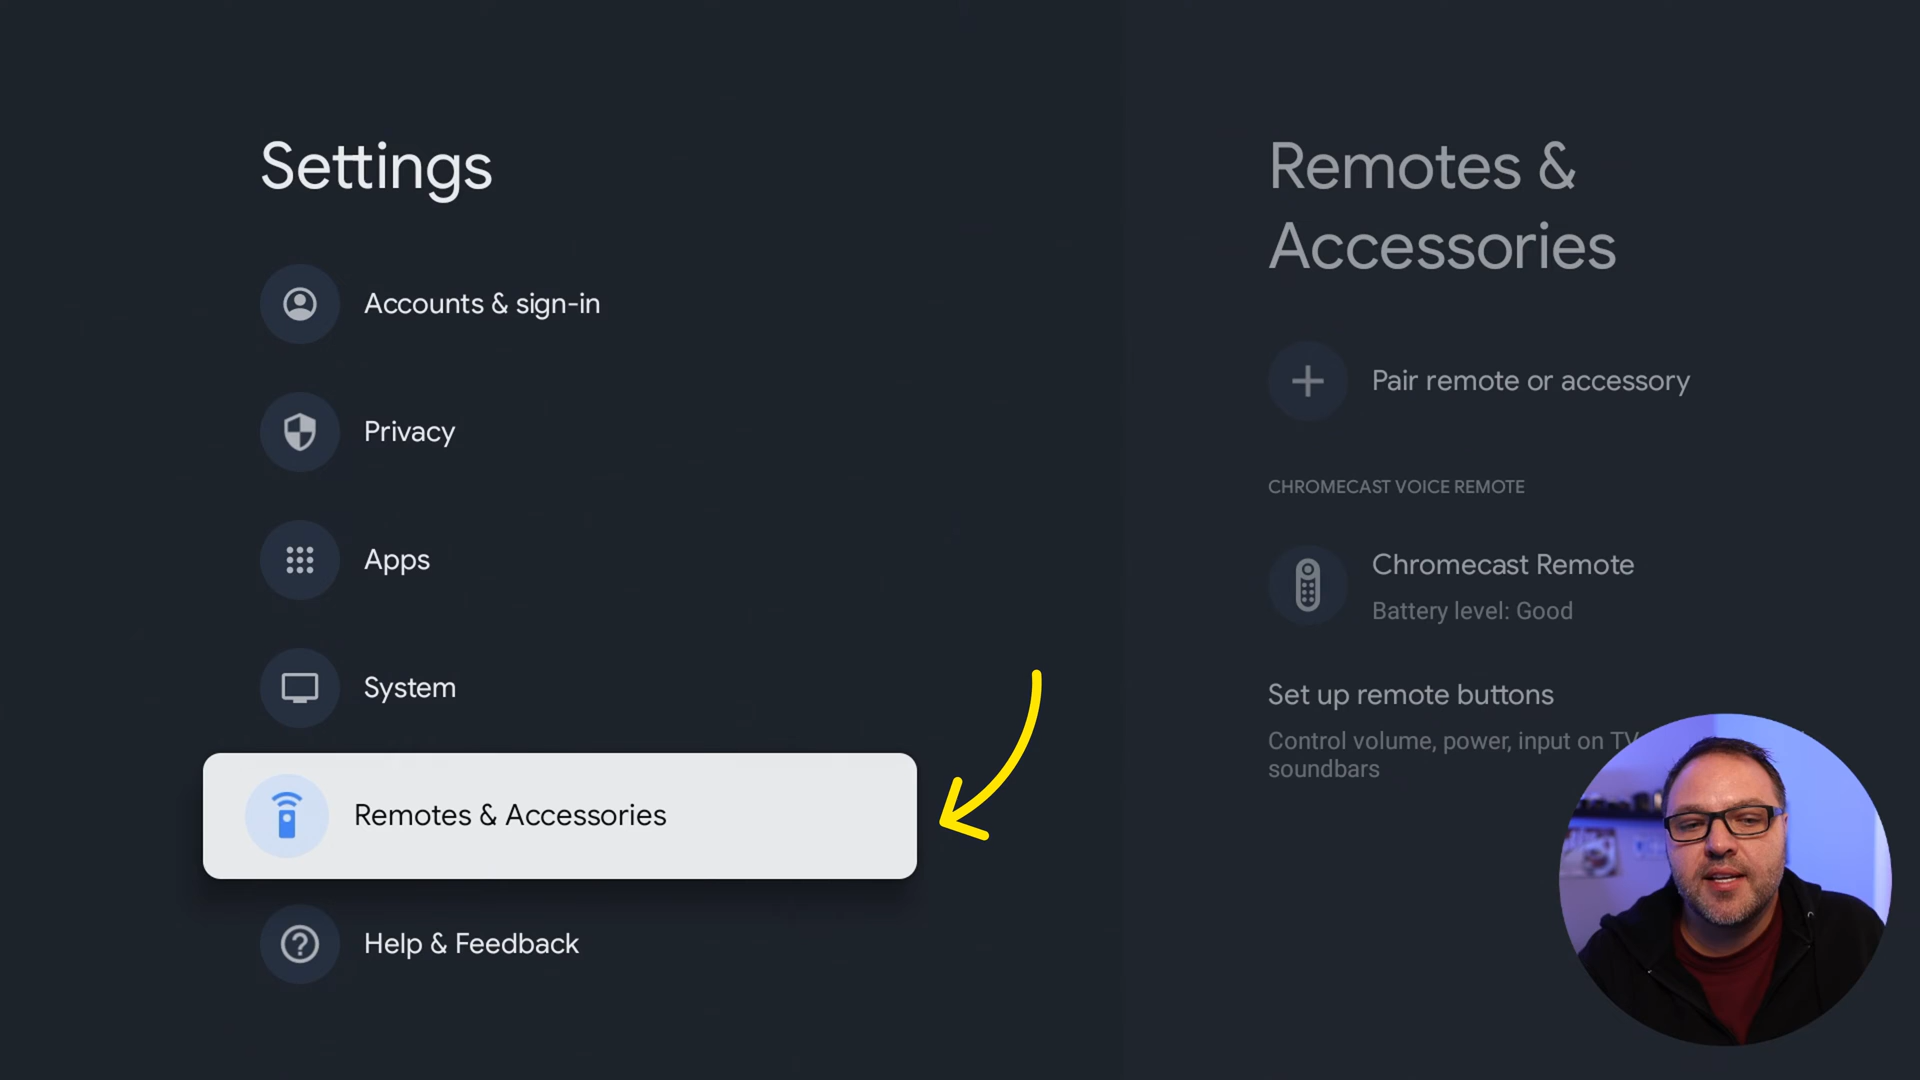 Settings
Accounts & sign-in
Privacy
Apps
System
Remotes & Accessories
Help & Feedback
Remotes &
Accessories
Pair remote or accessory
CHROMECAST VOICE REMOTE
Chromecast Remote
Battery level: Good
Set up remote buttons
Control volume, power, input on TV
soundbars